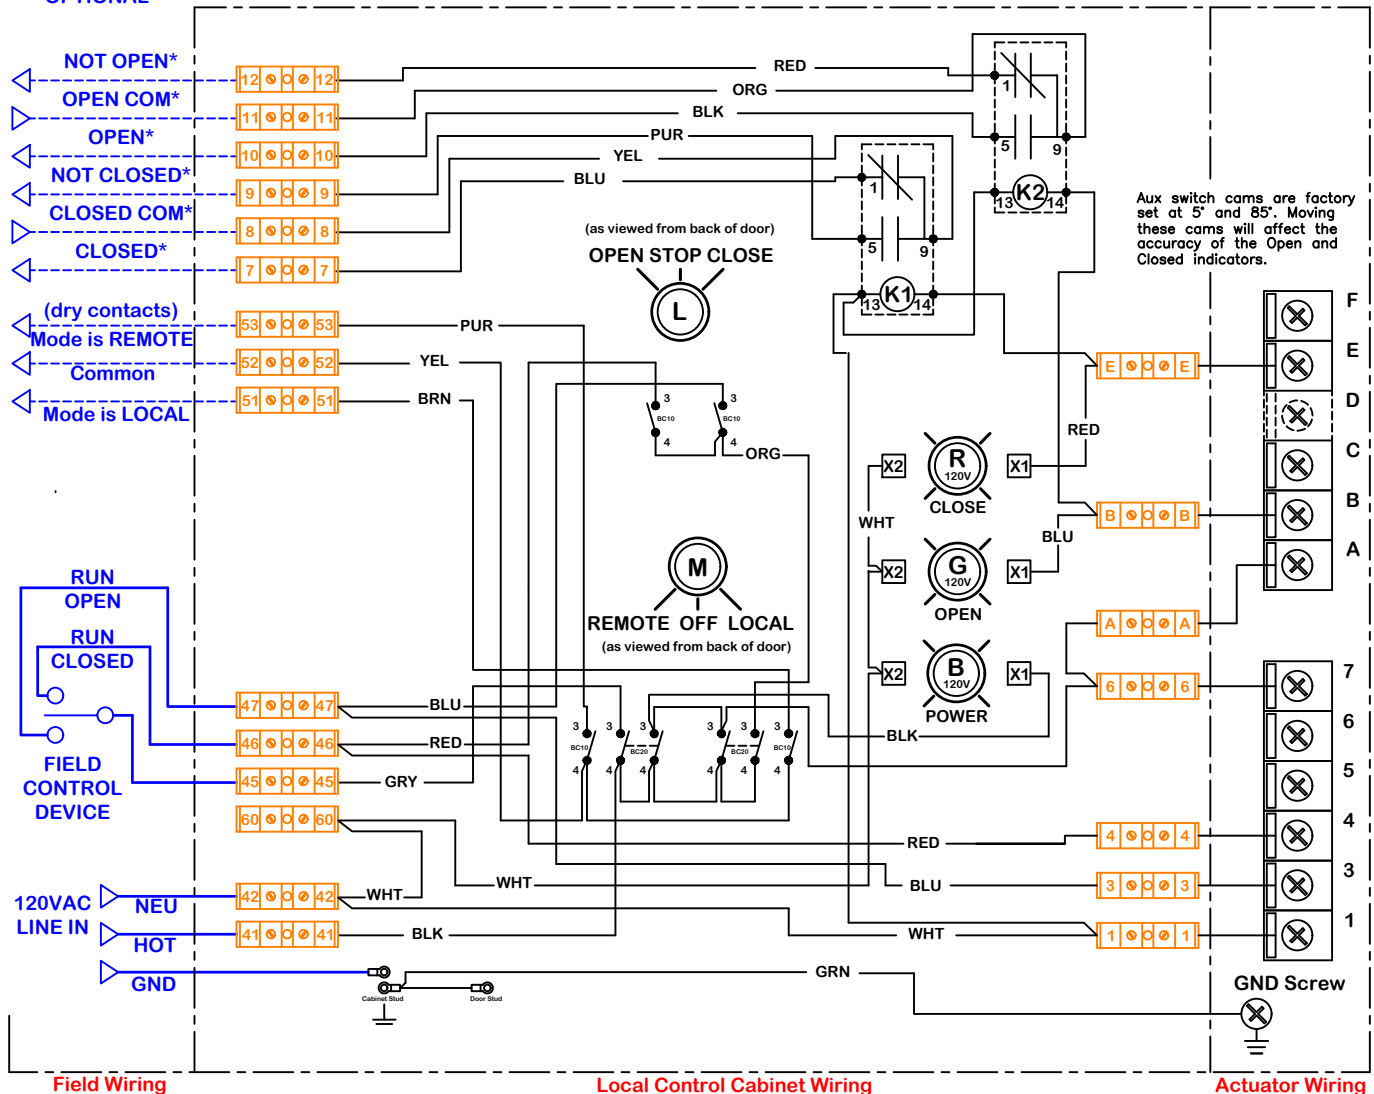 OPTIONAL
NOT OPEN*
12 12
RED
OPEN COM*
11 11
ORG
OPEN*
10 10
BLK
NOT CLOSED*
9 9
PUR
CLOSED COM*
8 8
YEL
CLOSED*
7 7
BLU
1
5 9
13 K2 14
1
5 9
13 K1 14
Aux switch cams are factory
set at 5° and 85°. Moving
these cams will affect the
accuracy of the Open and
Closed indicators.
(as viewed from back of door)
OPEN STOP CLOSE
L
(dry contacts)
53 53
PUR
Mode is REMOTE
52 52
YEL
Common
51 51
BRN
Mode is LOCAL
3 3
BC10 BC10
4 4
ORG
F
E
D
C
B
A
E E
RED
X2 R 120V X1
CLOSE
WHT
B B
BLU
X2 G 120V X1
OPEN
M
REMOTE OFF LOCAL
(as viewed from back of door)
A A
6 6
X2 B 120V X1
POWER
BLK
RUN
OPEN
RUN
CLOSED
FIELD
CONTROL
DEVICE
47 47
BLU
46 46
RED
45 45
GRY
60 60
3 3 3 3 3 3
BC10 BC20 BC20 BC10
4 4 4 4 4 4
7
6
5
4
3
1
RED
4 4
WHT
BLU
3 3
120VAC
LINE IN
NEU
42 42
WHT
HOT
41 41
BLK
WHT
1 1
GND
GRN
Cabinet Stud
Door Stud
GND Screw
Field Wiring
Local Control Cabinet Wiring
Actuator Wiring